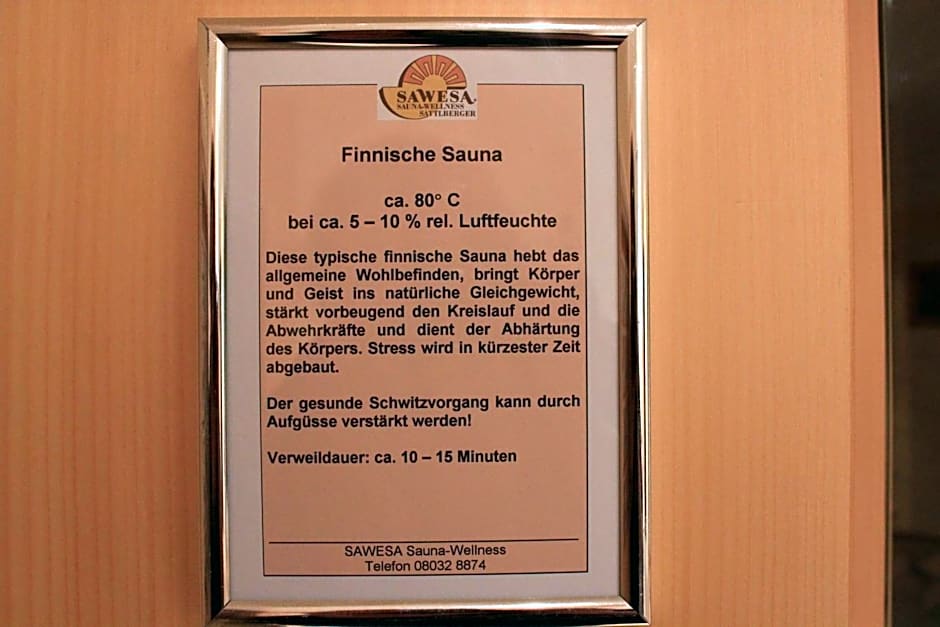 SAWESA
SAUNA-WELLNESS
SATTLBERGER
Finnische Sauna
ca. 80° C
bei ca. 5 – 10 % rel. Luftfeuchte
Diese typische finnische Sauna hebt das
allgemeine Wohlbefinden, bringt Körper
und Geist ins natürliche Gleichgewicht,
stärkt vorbeugend den Kreislauf und die
Abwehrkräfte und dient der Abhärtung
des Körpers. Stress wird in kürzester Zeit
abgebaut.
Der gesunde Schwitzvorgang kann durch
Aufgüsse verstärkt werden!
Verweildauer: ca. 10 – 15 Minuten
SAWESA Sauna-Wellness
Telefon 08032 8874